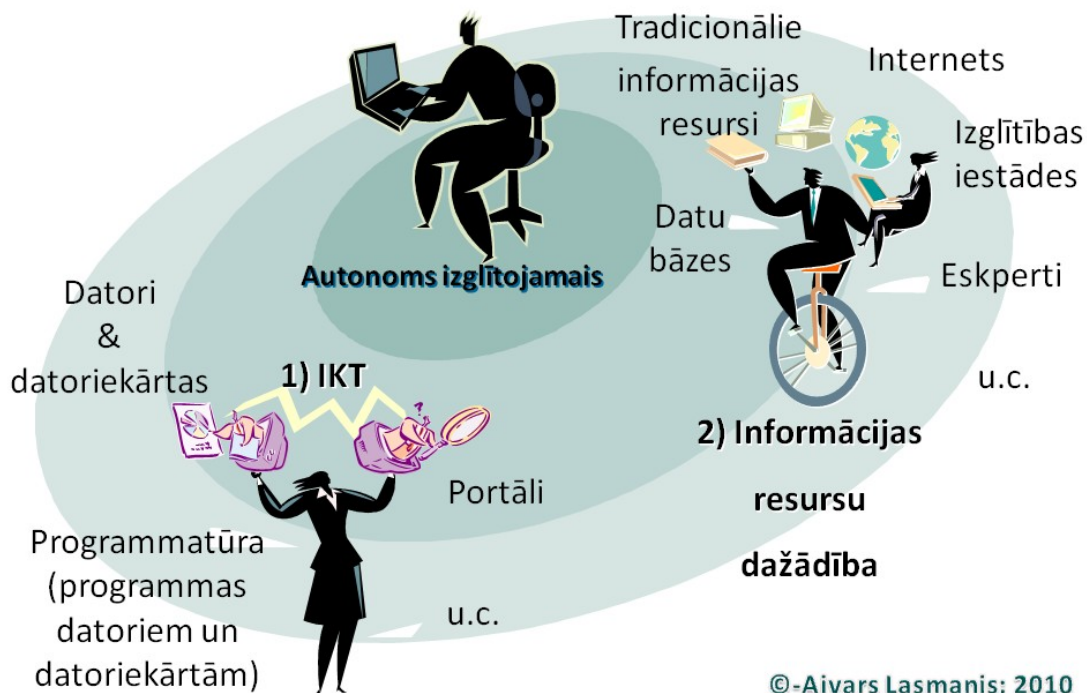 Tradicionālie
informācijas
resursi
Internets
Izglītības
iestādes
Datu
bāzes
Eskperti
u.c.
2) Informācijas
resursu
dažādība
Autonoms izglītojamais
Datori
&
datoriekārtas
1) IKT
Portāli
Programmatūra
(programmas
datoriem un
datoriekārtām)
u.c.
©-Aivars Lasmanis: 2010